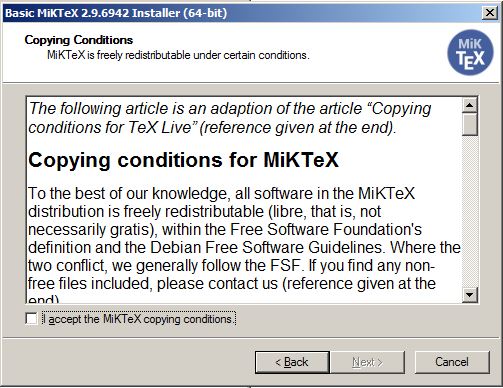 Basic MiKTeX 2.9.6942 Installer (64-bit)
Copying Conditions
MiKTeX is freely redistributable under certain conditions.
MiK
TEX
The following article is an adaption of the article “Copying
conditions for TeX Live” (reference given at the end).
Copying conditions for MiKTeX
To the best of our knowledge, all software in the MiKTeX
distribution is freely redistributable (libre, that is, not
necessarily gratis), within the Free Software Foundation's
definition and the Debian Free Software Guidelines. Where the
two conflict, we generally follow the FSF. If you find any non-
free files included, please contact us (reference given at the
end).
I accept the MiKTeX copying conditions.
< Back
Next >
Cancel